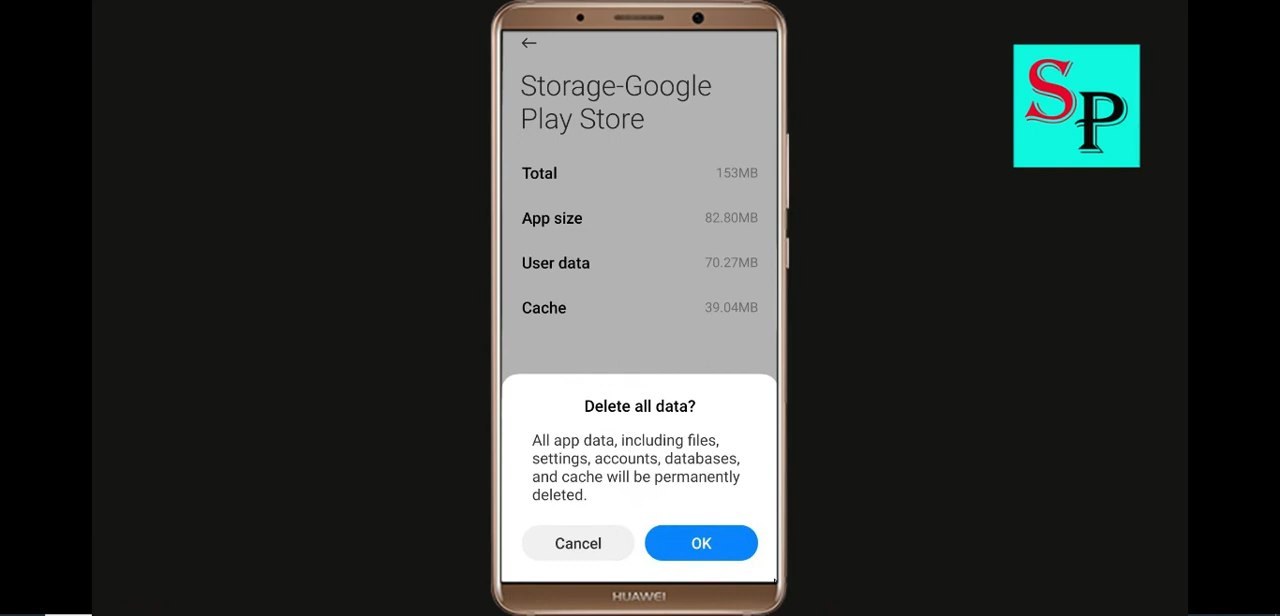 Storage-Google
Play Store
Total 153MB
App size 82.80MB
User data 70.27MB
Cache 39.04MB
Delete all data?
All app data, including files,
settings, accounts, databases,
and cache will be permanently
deleted.
Cancel OK
HUAWEI
SP